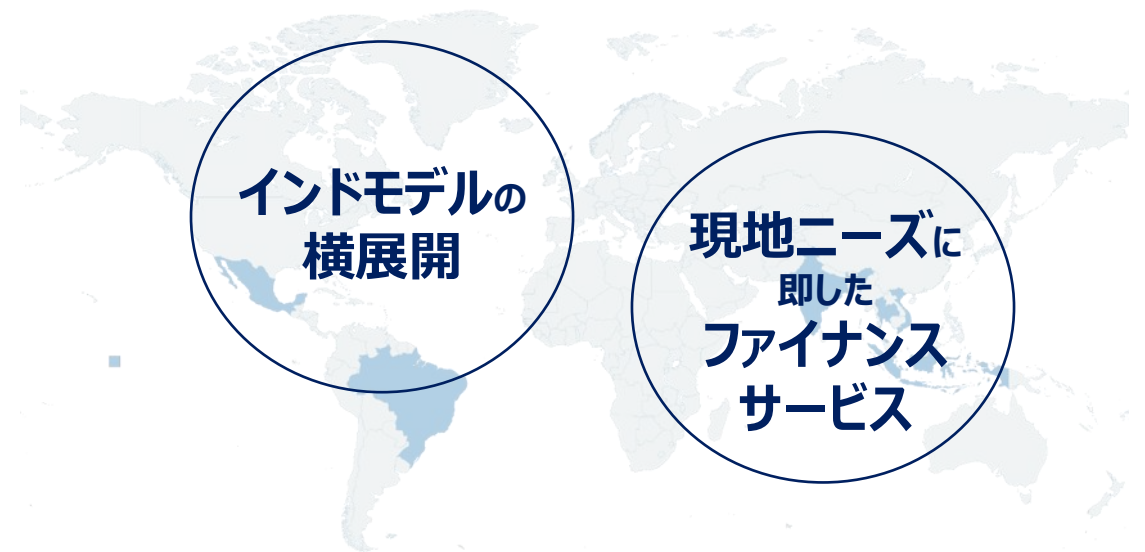 インドモデルの
横展開
現地ニーズに
即した
ファイナンス
サービス